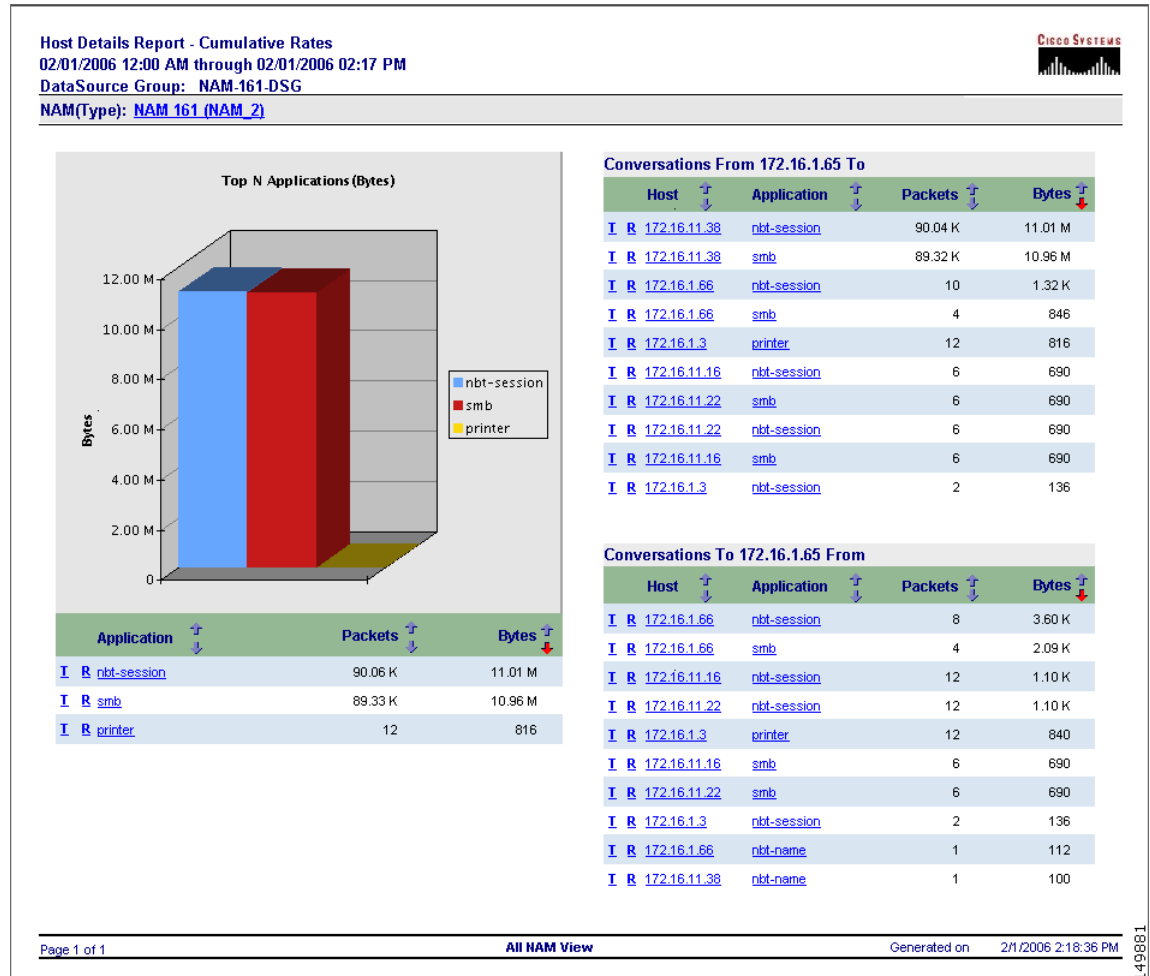 Host Details Report - Cumulative Rates
02/01/2006 12:00 AM through 02/01/2006 02:17 PM
DataSource Group: NAM-161-DSG
CISCO SYSTEMS
NAM(Type): NAM 161 (NAM_2)
Top N Applications(Bytes)
12.00 M
10.00 M
8.00 M
6.00 M
4.00 M
2.00 M
0
Bytes
nbt-session
smb
printer
Application Packets Bytes
T R nbt-session 90.06 K 11.01 M
T R smb 89.33 K 10.96 M
T R printer 12 816
Conversations From 172.16.1.65 To
Host Application Packets Bytes
T R 172.16.11.38 nbt-session 90.04 K 11.01 M
T R 172.16.11.38 smb 89.32 K 10.96 M
T R 172.16.1.66 nbt-session 10 1.32 K
T R 172.16.1.66 smb 4 846
T R 172.16.1.3 printer 12 816
T R 172.16.11.16 nbt-session 6 690
T R 172.16.11.22 smb 6 690
T R 172.16.11.22 nbt-session 6 690
T R 172.16.11.16 smb 6 690
T R 172.16.1.3 nbt-session 2 136
Conversations To 172.16.1.65 From
Host Application Packets Bytes
T R 172.16.1.66 nbt-session 8 3.60 K
T R 172.16.1.66 smb 4 2.09 K
T R 172.16.11.16 nbt-session 12 1.10 K
T R 172.16.11.22 nbt-session 12 1.10 K
T R 172.16.1.3 printer 12 840
T R 172.16.11.16 smb 6 690
T R 172.16.11.22 smb 6 690
T R 172.16.1.3 nbt-session 2 136
T R 172.16.1.66 nbt-name 1 112
T R 172.16.11.38 nbt-name 1 100
Page 1 of 1 All NAM View Generated on 2/1/2006 2:18:36 PM
149881